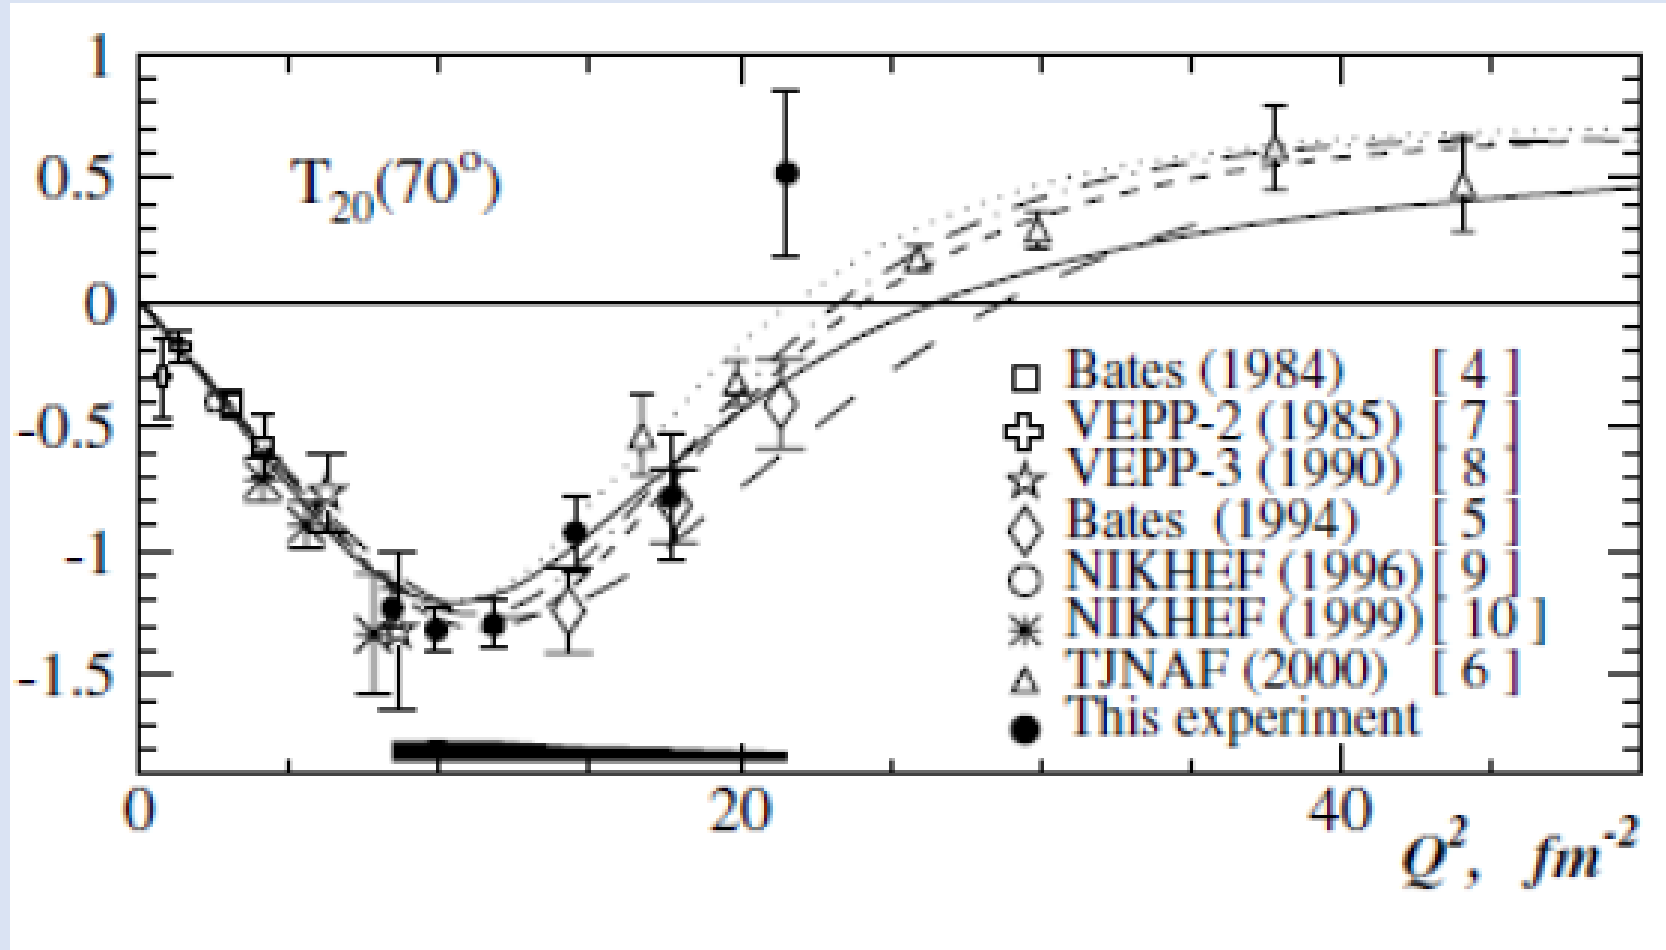 1
0.5
0
-0.5
-1
-1.5
T20(70°)
Bates (1984) [ 4 ]
VEPP-2 (1985) [ 7 ]
VEPP-3 (1990) [ 8 ]
Bates (1994) [ 5 ]
NIKHEF (1996) [ 9 ]
NIKHEF (1999) [ 10 ]
TJNAF (2000) [ 6 ]
This experiment
0 20 40
Q², fm⁻²